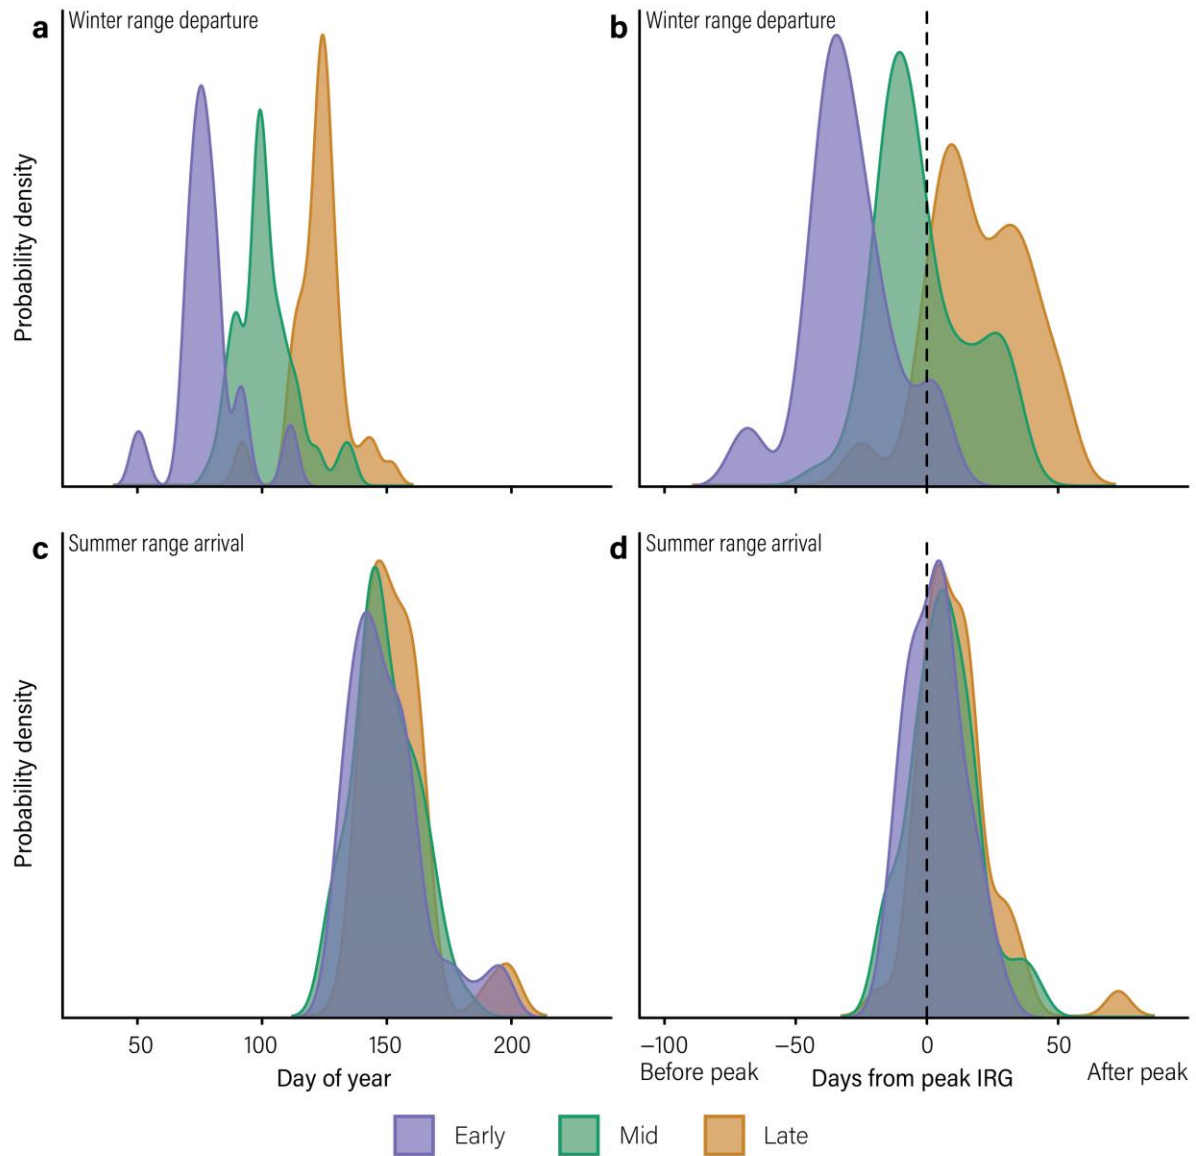 a Winter range departure
Probability density
b Winter range departure
c Summer range arrival
Probability density
50 100 150 200
Day of year
d Summer range arrival
−100 −50 0 50
Before peak Days from peak IRG After peak
Early Mid Late